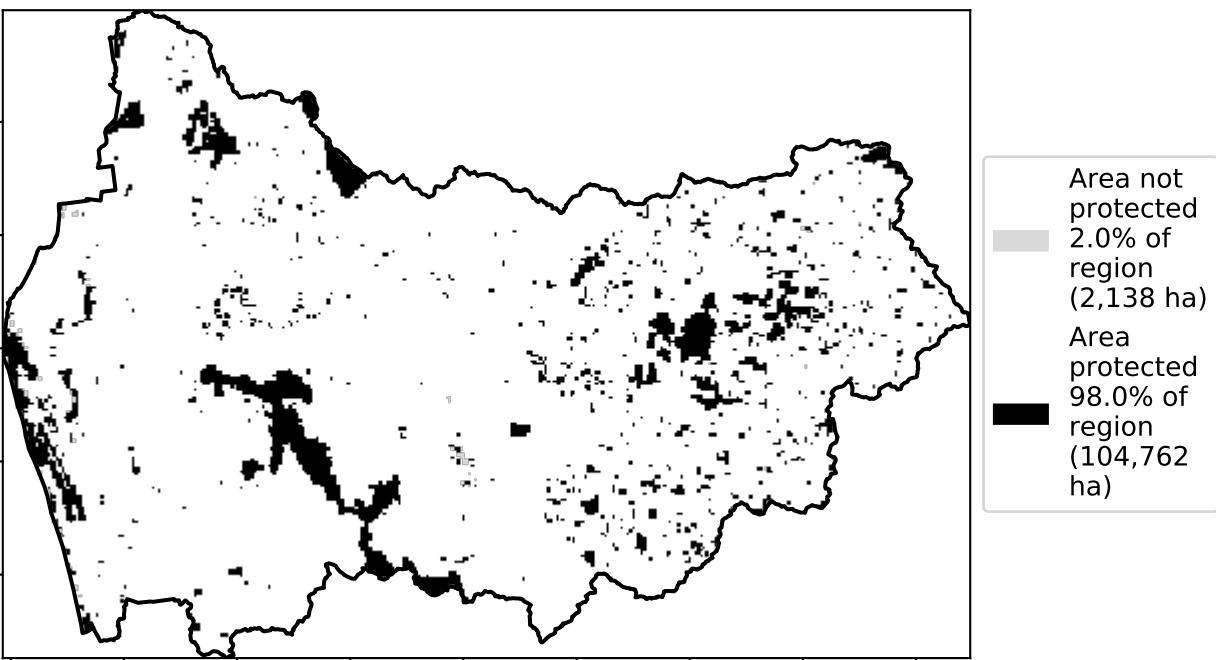 Area not
protected
2.0% of
region
(2,138 ha)
Area
protected
98.0% of
region
(104,762
ha)